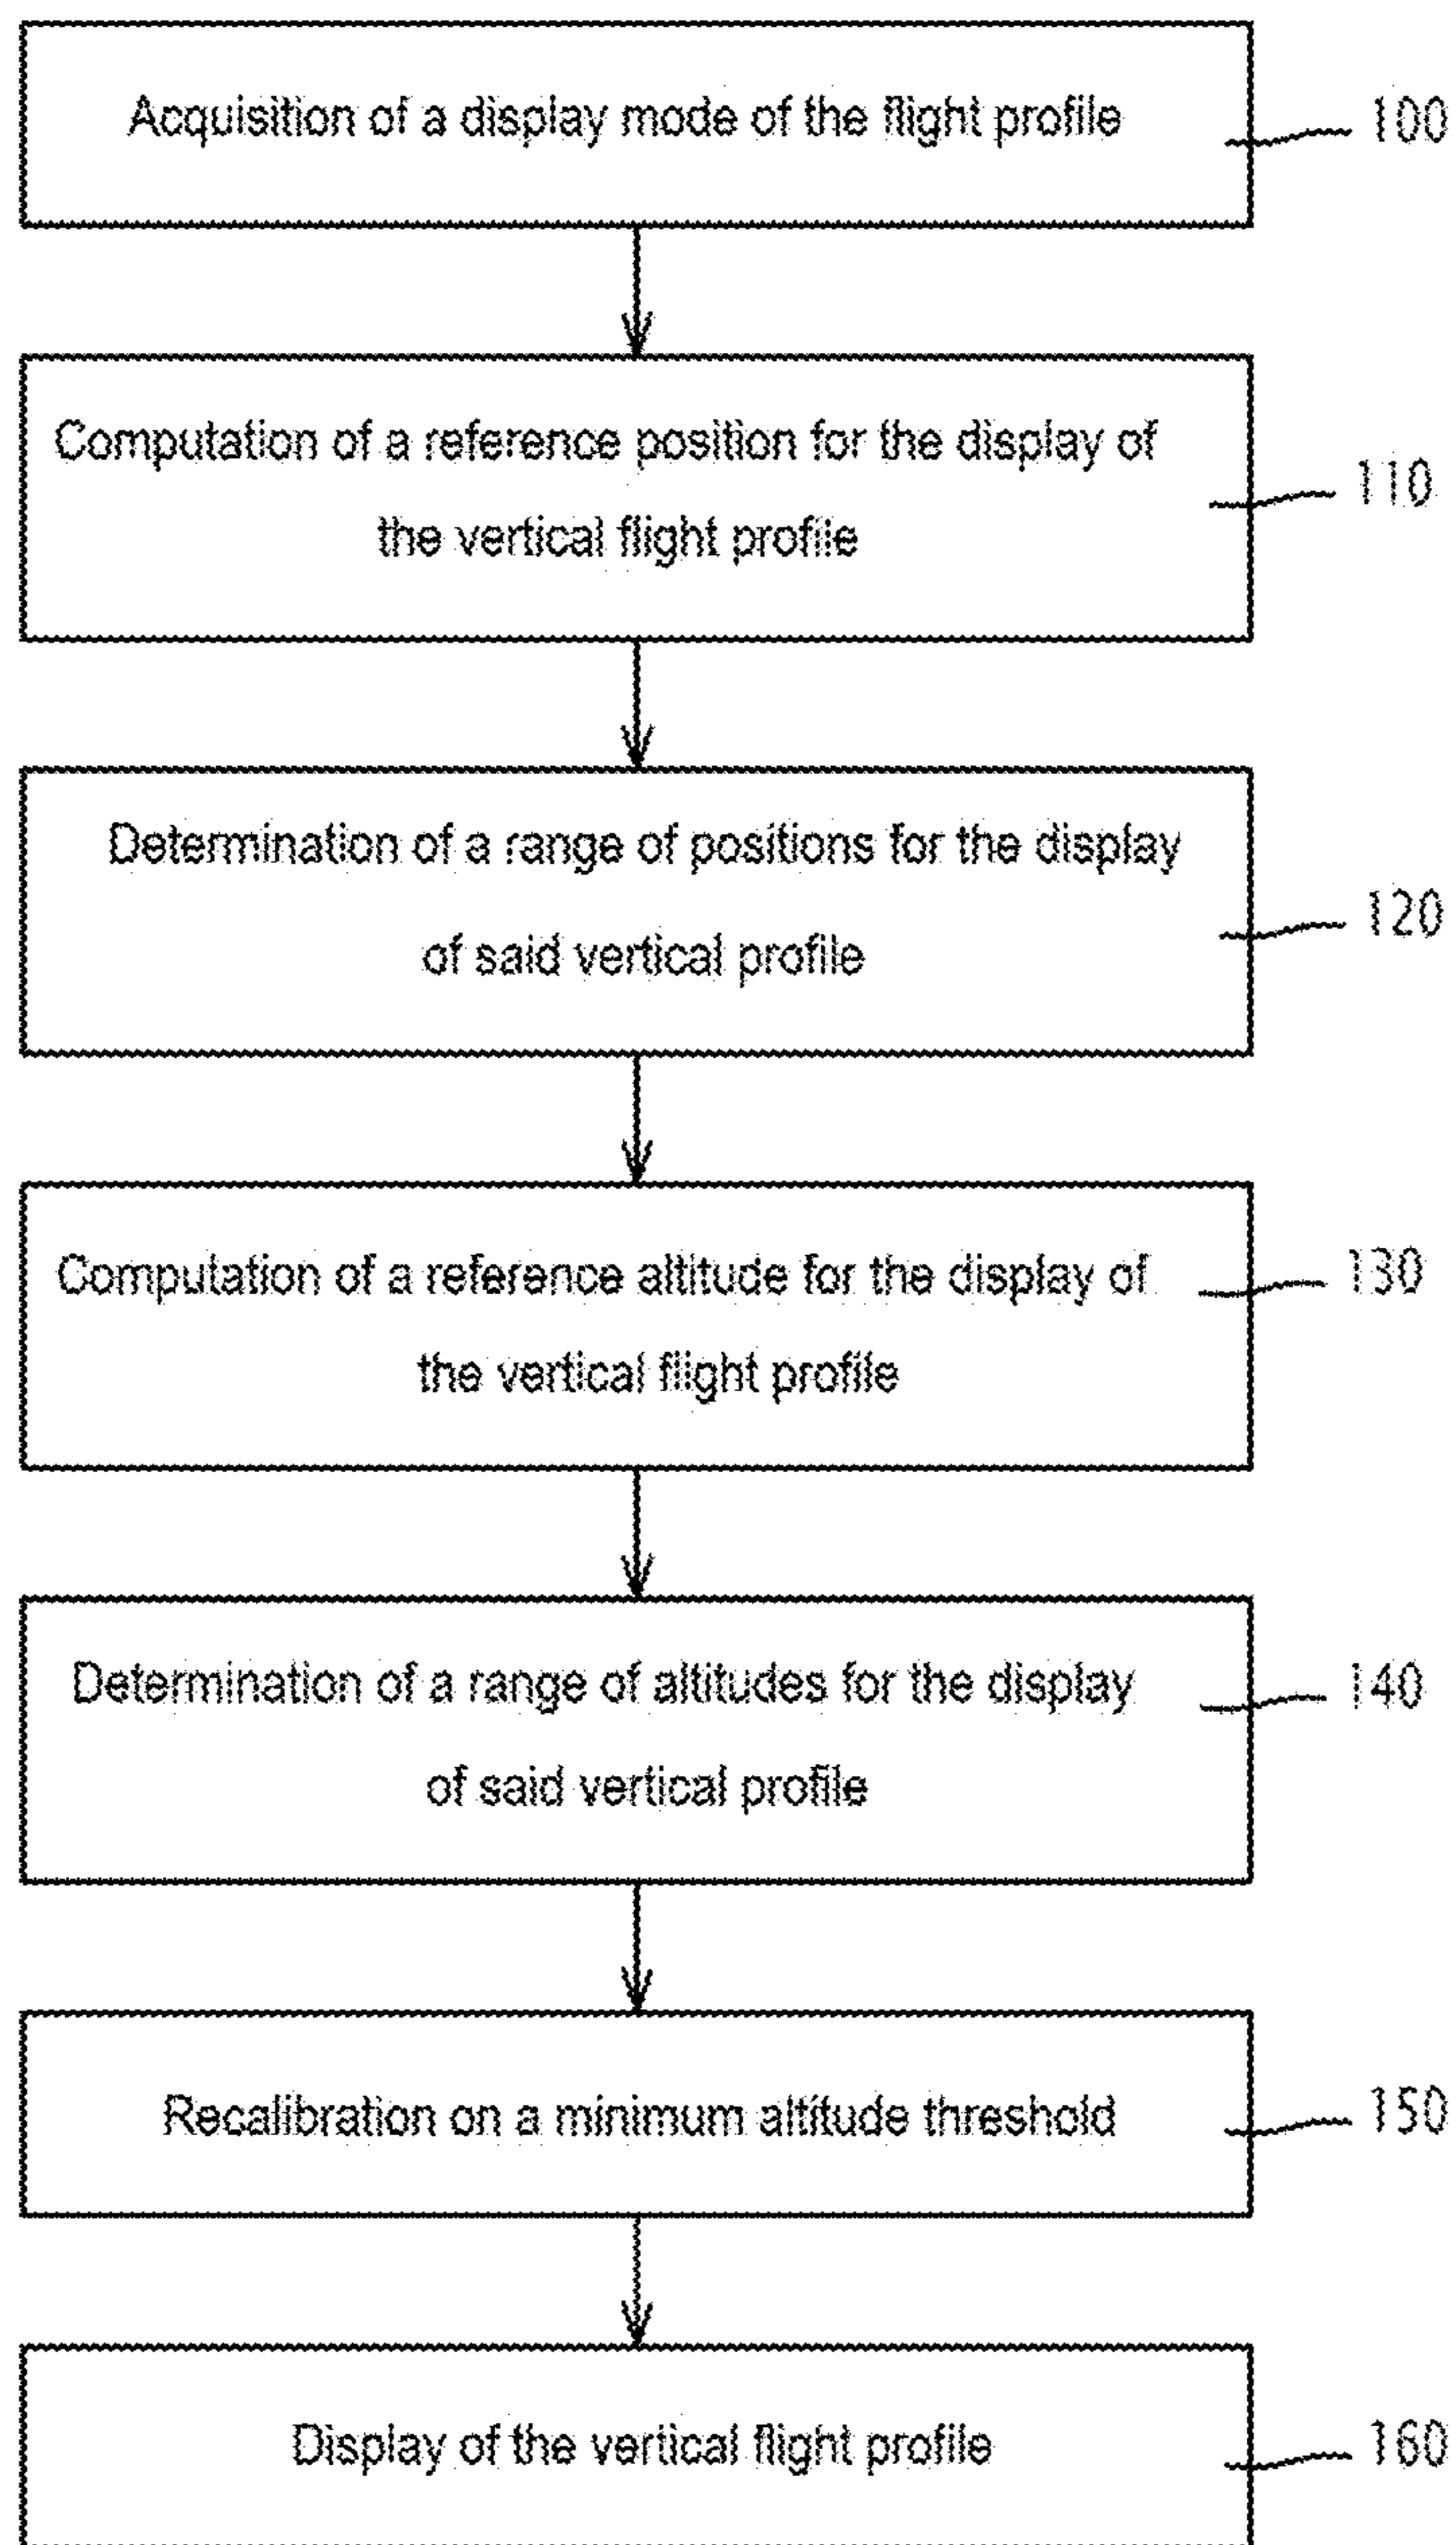 Acquisition of a display mode of the flight profile
100
Computation of a reference position for the display of
the vertical flight profile
110
Determination of a range of positions for the display
of said vertical profile
120
Computation of a reference altitude for the display of
the vertical flight profile
130
Determination of a range of altitudes for the display
of said vertical profile
140
Recalibration on a minimum altitude threshold
150
Display of the vertical flight profile
160